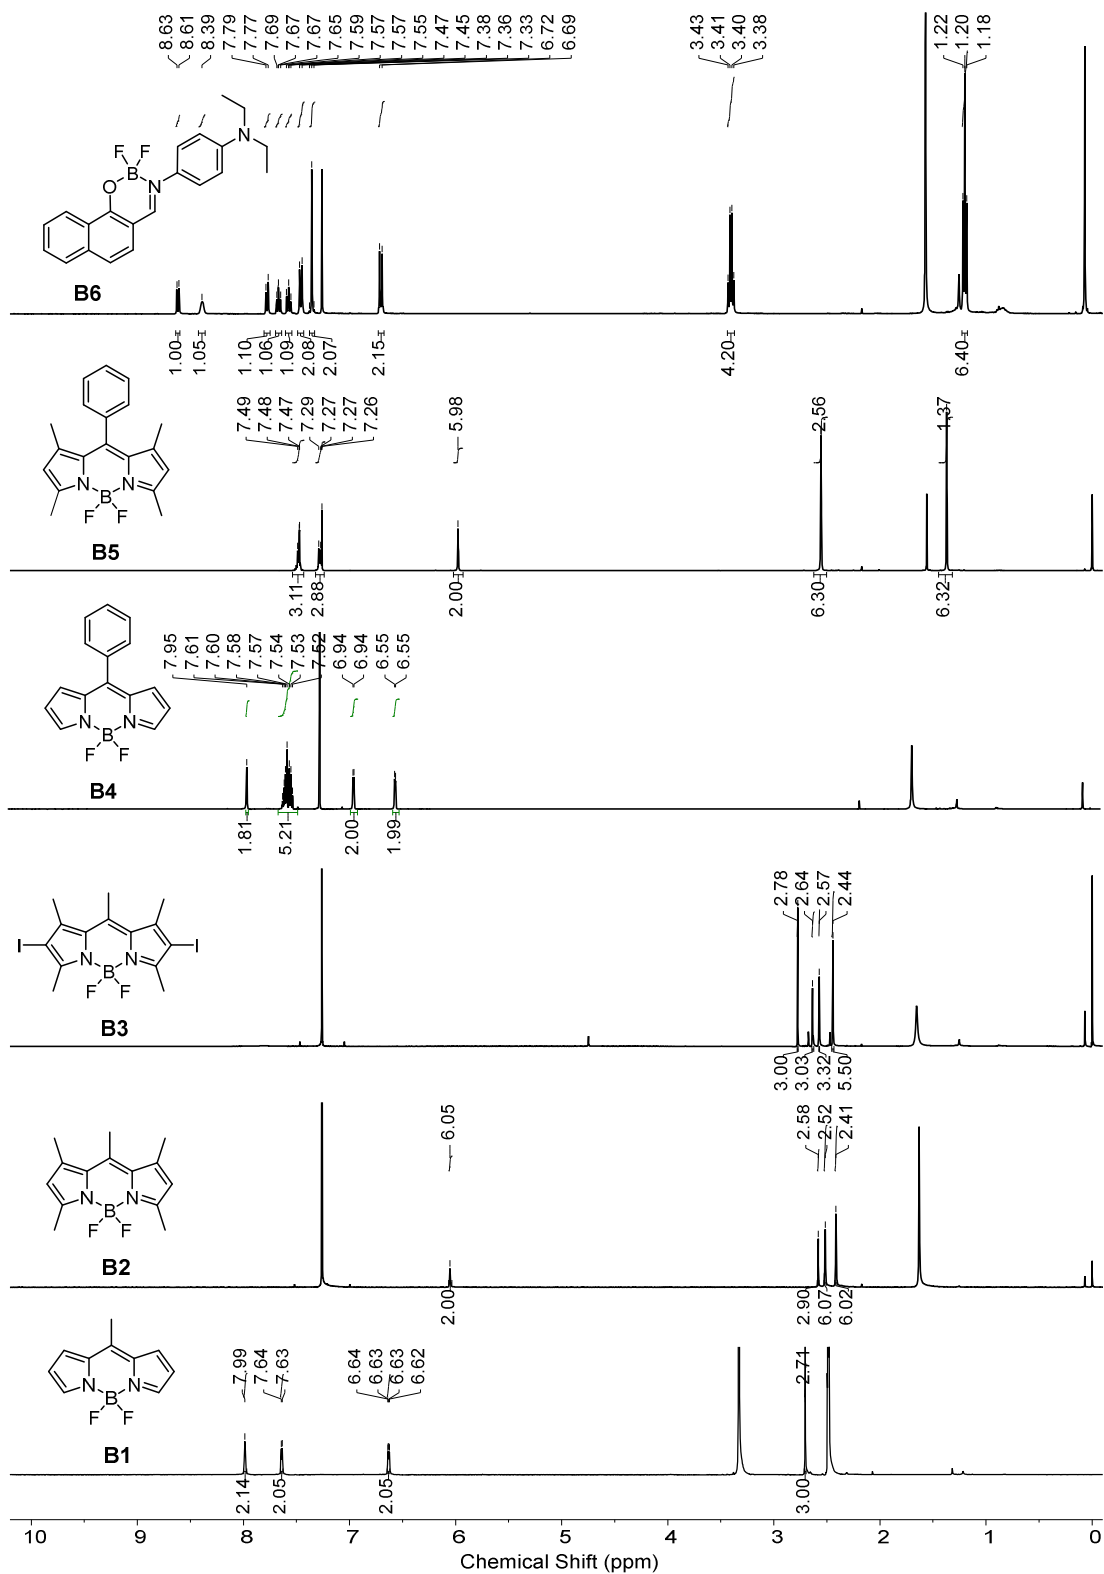 8.63 8.61 8.39 7.79 7.77 7.69 7.67 7.67 7.65 7.59 7.57 7.57 7.55 7.47 7.45 7.38 7.36 7.33 6.72 6.69 3.43 3.41 3.40 3.38 1.22 1.20 1.18
N
F F
B
O N
B6
1.00 1.05 1.10 1.06 1.09 2.08 2.07 2.15 4.20 6.40
7.49 7.48 7.47 7.29 7.27 7.27 7.26 5.98 2.56 1.37
N N
B
F F
B5
3.11 2.88 2.00 6.30 6.32
7.95 7.61 7.60 7.58 7.57 7.54 7.53 7.52 6.94 6.94 6.55 6.55
N N
B
F F
B4
1.81 5.21 2.00 1.99
2.78 2.64 2.57 2.44
I I
N N
B
F F
B3
3.00 3.03 3.32 5.50
6.05 2.58 2.52 2.41
N N
B
F F
B2
2.00 2.90 6.07 6.02
7.99 7.64 7.63 6.64 6.63 6.63 6.62 2.71
N N
B
F F
B1
2.14 2.05 2.05 3.00
10 9 8 7 6 5 4 3 2 1 0
Chemical Shift (ppm)